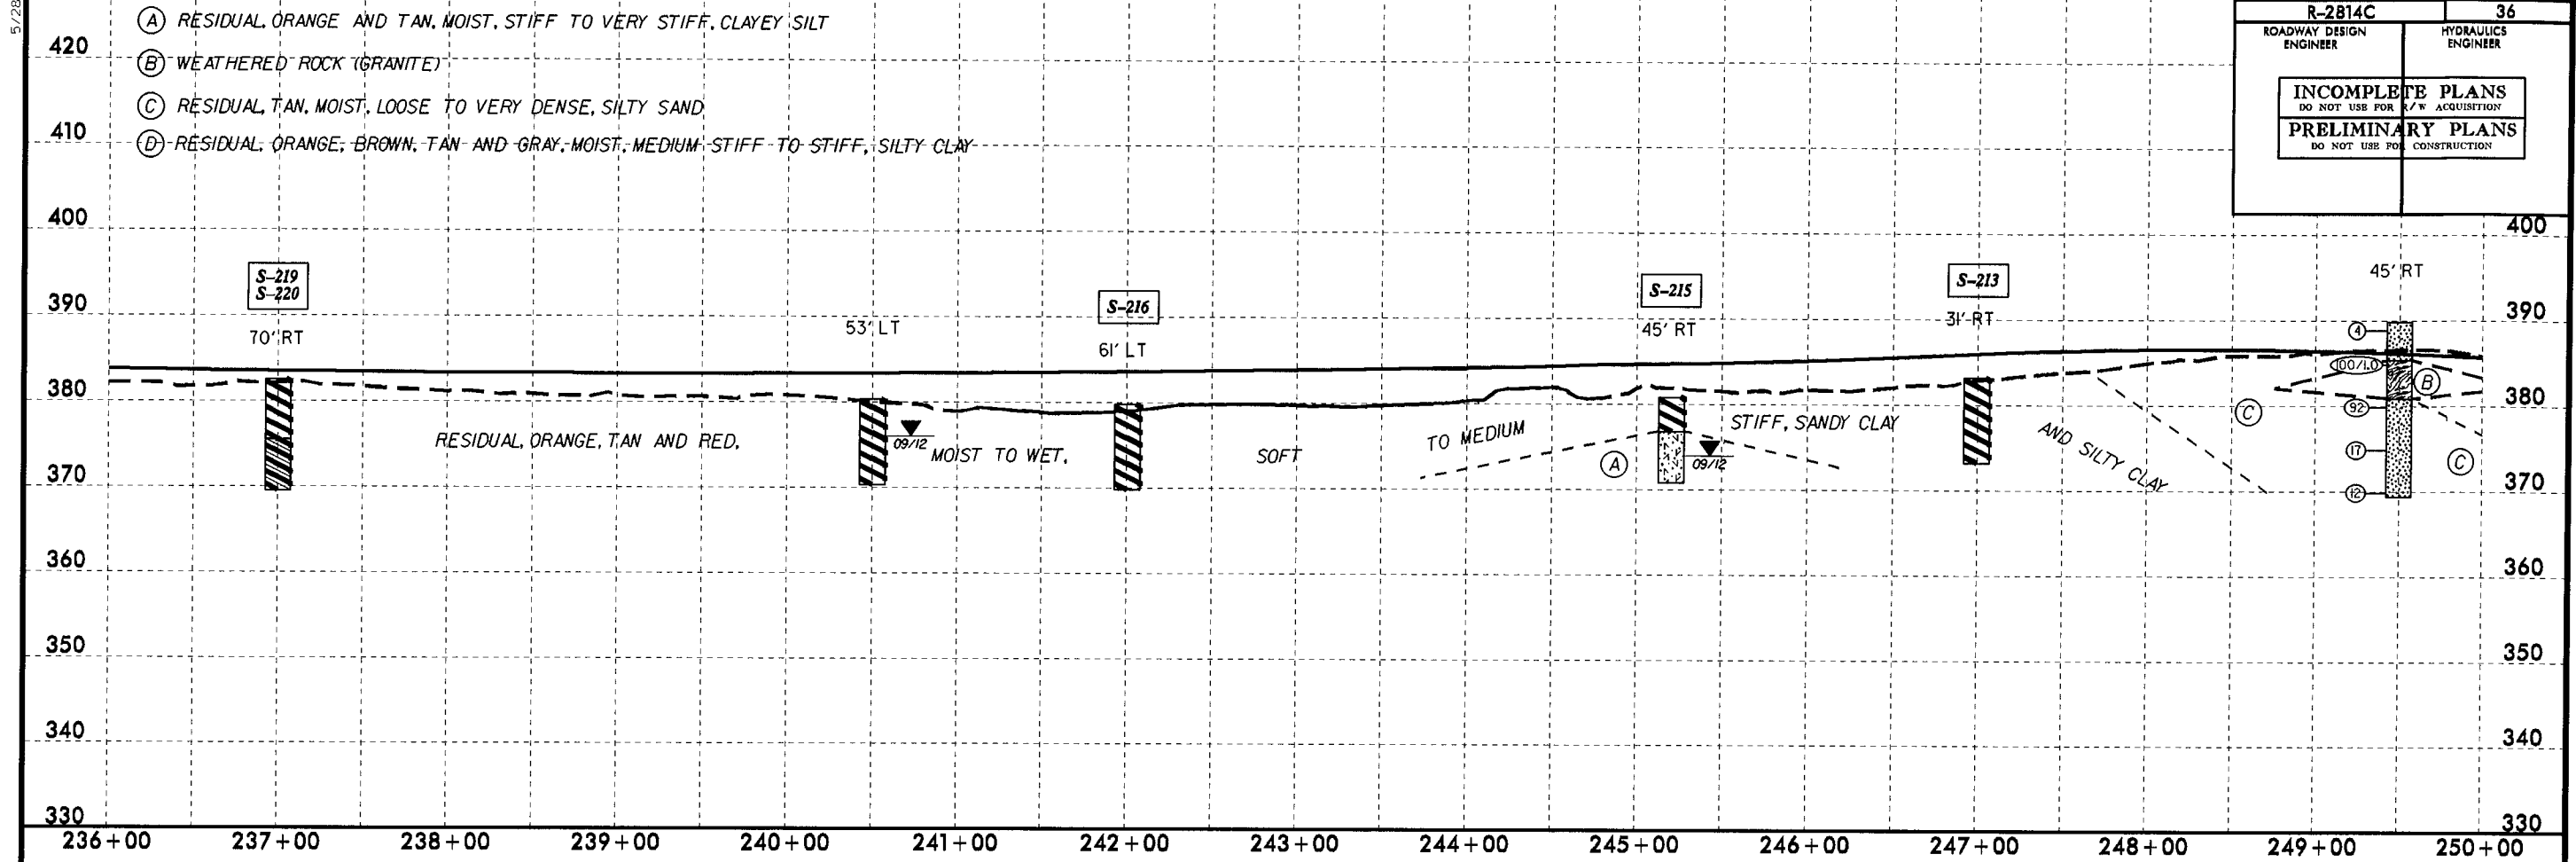 5/28
Ⓐ RESIDUAL, ORANGE AND TAN, MOIST, STIFF TO VERY STIFF, CLAYEY SILT
Ⓑ WEATHERED ROCK (GRANITE)
Ⓒ RESIDUAL, TAN, MOIST, LOOSE TO VERY DENSE, SILTY SAND
Ⓓ RESIDUAL, ORANGE, BROWN, TAN AND GRAY, MOIST, MEDIUM STIFF TO STIFF, SILTY CLAY
R-2814C 36
ROADWAY DESIGN ENGINEER
HYDRAULICS ENGINEER
INCOMPLETE PLANS
DO NOT USE FOR R/W ACQUISITION
PRELIMINARY PLANS
DO NOT USE FOR CONSTRUCTION
420
410
400 400
390 390
380 380
370 370
360 360
350 350
340 340
330 330
S-219
S-220
70' RT
53' LT
S-216
61' LT
S-215
45' RT
S-213
31' RT
45' RT
4
100/1.0
92
17
12
B
C
C
A
09/12
09/12
RESIDUAL, ORANGE, TAN AND RED,
MOIST TO WET,
SOFT
TO MEDIUM
STIFF, SANDY CLAY
AND SILTY CLAY
236+00 237+00 238+00 239+00 240+00 241+00 242+00 243+00 244+00 245+00 246+00 247+00 248+00 249+00 250+00